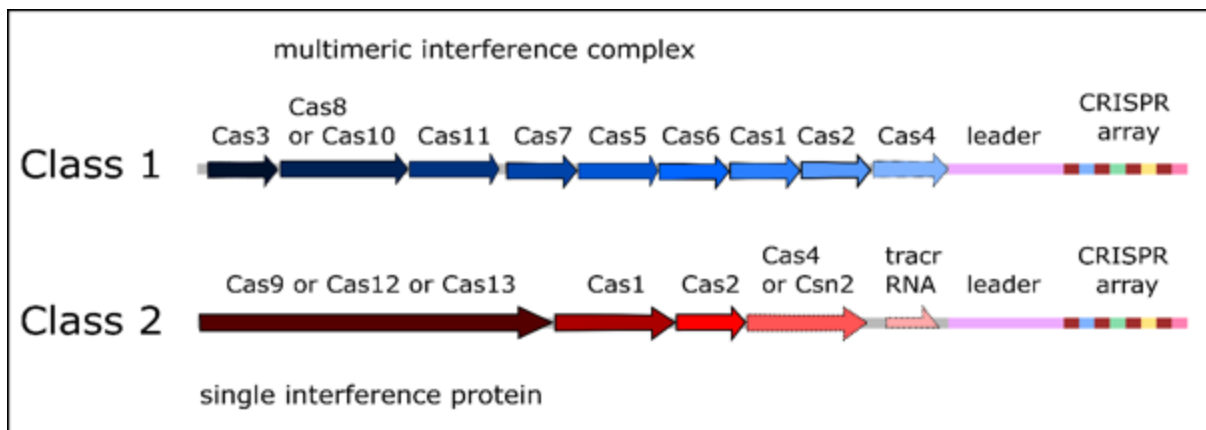 multimeric interference complex
Cas8 CRISPR
Cas3 or Cas10 Cas11 Cas7 Cas5 Cas6 Cas1 Cas2 Cas4 leader array
Class 1
Cas4 tracr CRISPR
Cas9 or Cas12 or Cas13 Cas1 Cas2 or Csn2 RNA leader array
Class 2
single interference protein